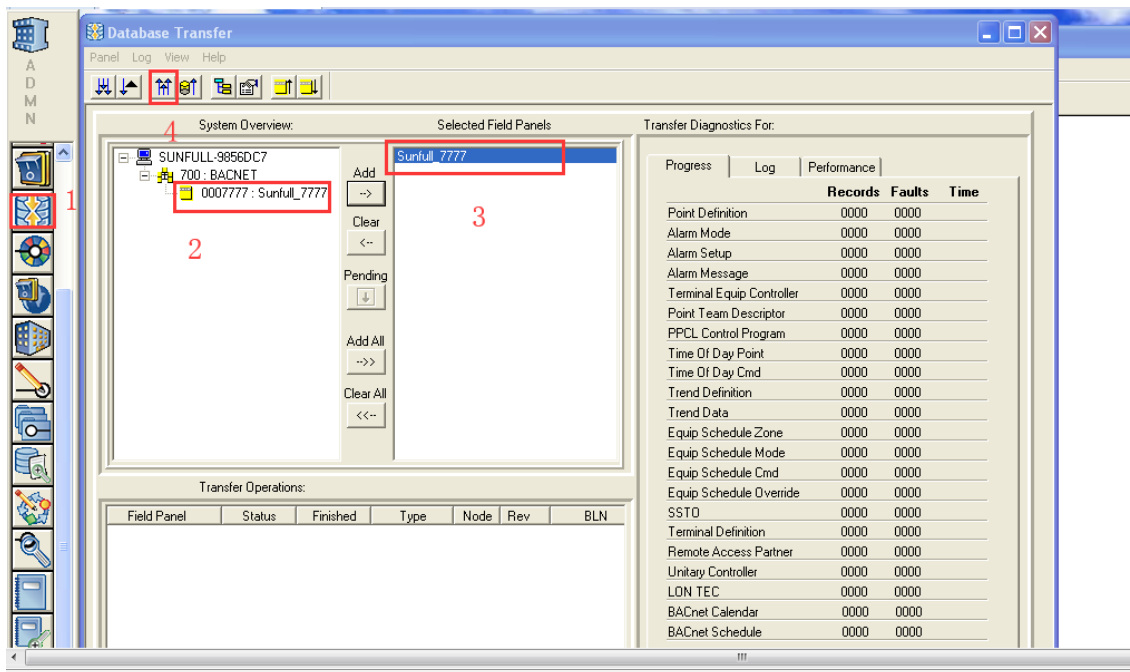 Database Transfer
Panel Log View Help
A
D
M
N
4
System Overview:
Selected Field Panels
Transfer Diagnostics For:
SUNFULL-9856DC7
700 : BACNET
0007777 : Sunfull_7777
1
2
Add
-->
Clear
<--
Pending
Add All
-->>
Clear All
<<--
Sunfull_7777
3
Progress Log Performance
Records Faults Time
Point Definition 0000 0000
Alarm Mode 0000 0000
Alarm Setup 0000 0000
Alarm Message 0000 0000
Terminal Equip Controller 0000 0000
Point Team Descriptor 0000 0000
PPCL Control Program 0000 0000
Time Of Day Point 0000 0000
Time Of Day Cmd 0000 0000
Trend Definition 0000 0000
Trend Data 0000 0000
Equip Schedule Zone 0000 0000
Equip Schedule Mode 0000 0000
Equip Schedule Cmd 0000 0000
Equip Schedule Override 0000 0000
SSTO 0000 0000
Terminal Definition 0000 0000
Remote Access Partner 0000 0000
Unitary Controller 0000 0000
LON TEC 0000 0000
BACnet Calendar 0000 0000
BACnet Schedule 0000 0000
Transfer Operations:
Field Panel Status Finished Type Node Rev BLN